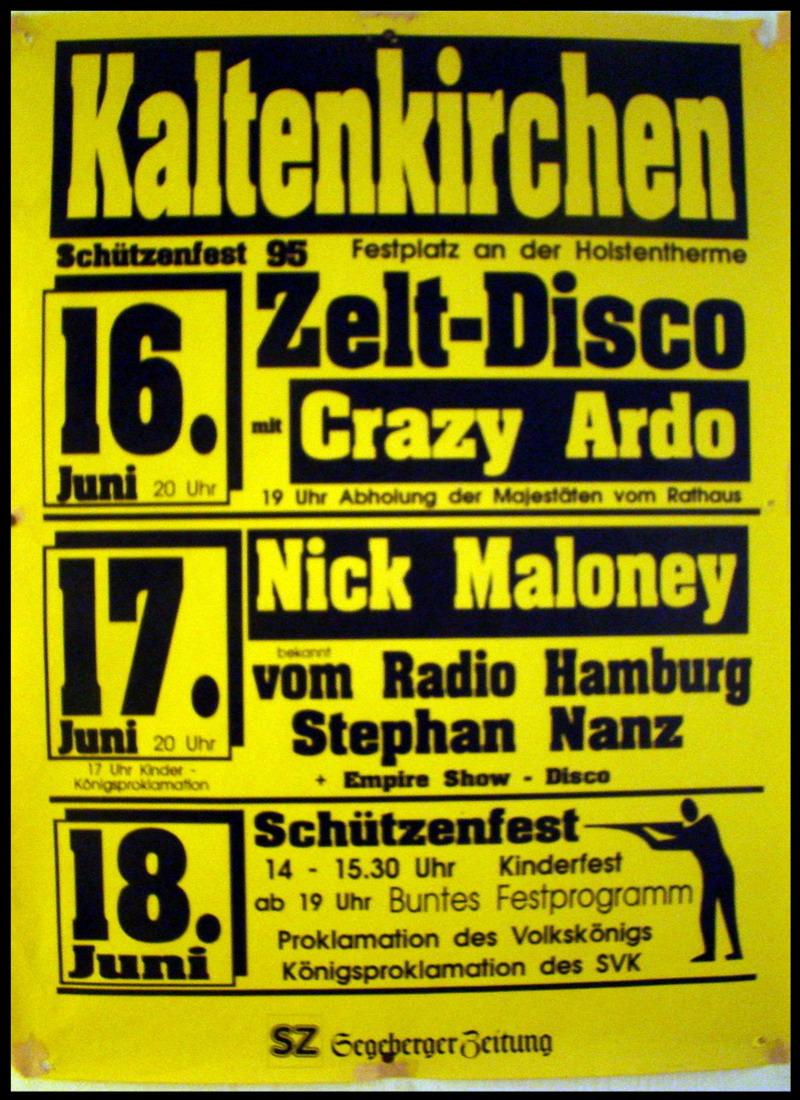 Kaltenkirchen
Schützenfest 95 Festplatz an der Holstentherme
16.
Juni 20 Uhr
Zelt-Disco
mit Crazy Ardo
19 Uhr Abholung der Majestäten vom Rathaus
17.
Juni 20 Uhr
17 Uhr Kinder -
Königsproklamation
Nick Maloney
bekannt
vom Radio Hamburg
Stephan Nanz
+ Empire Show - Disco
18.
Juni
Schützenfest
14 - 15.30 Uhr Kinderfest
ab 19 Uhr Buntes Festprogramm
Proklamation des Volkskönigs
Königsproklamation des SVK
SZ Segeberger Zeitung